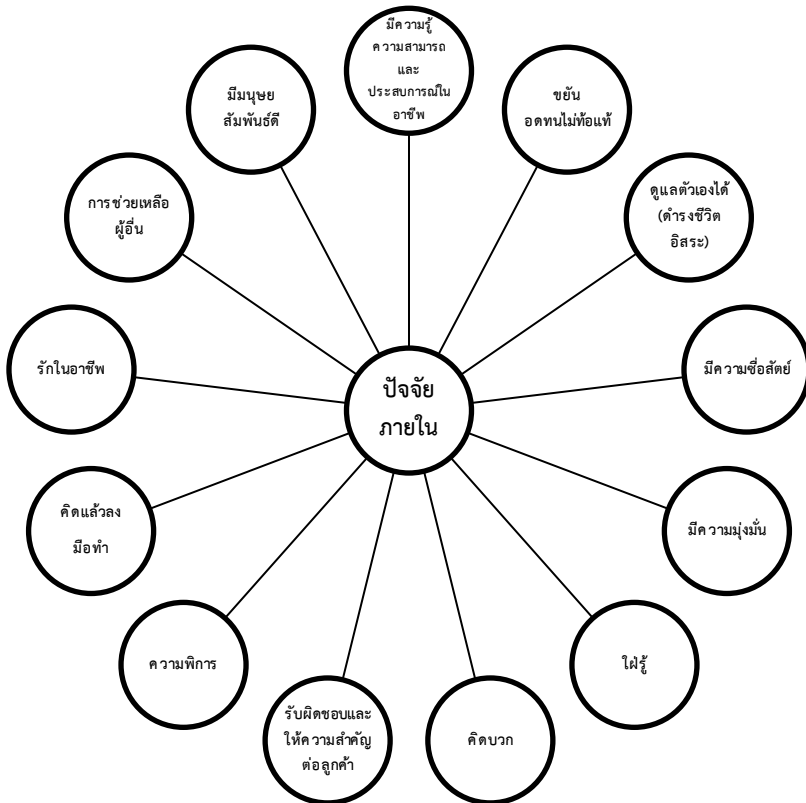 มีความรู้
ความสามารถ
และ
ประสบการณ์ใน
อาชีพ
ขยัน
อดทนไม่ท้อแท้
ดูแลตัวเองได้
(ดำรงชีวิต
อิสระ)
มีความซื่อสัตย์
มีความมุ่งมั่น
ใฝ่รู้
คิดบวก
รับผิดชอบและ
ให้ความสำคัญ
ต่อลูกค้า
ความพิการ
คิดแล้วลง
มือทำ
รักในอาชีพ
การช่วยเหลือ
ผู้อื่น
มีมนุษย
สัมพันธ์ดี
ปัจจัย
ภายใน